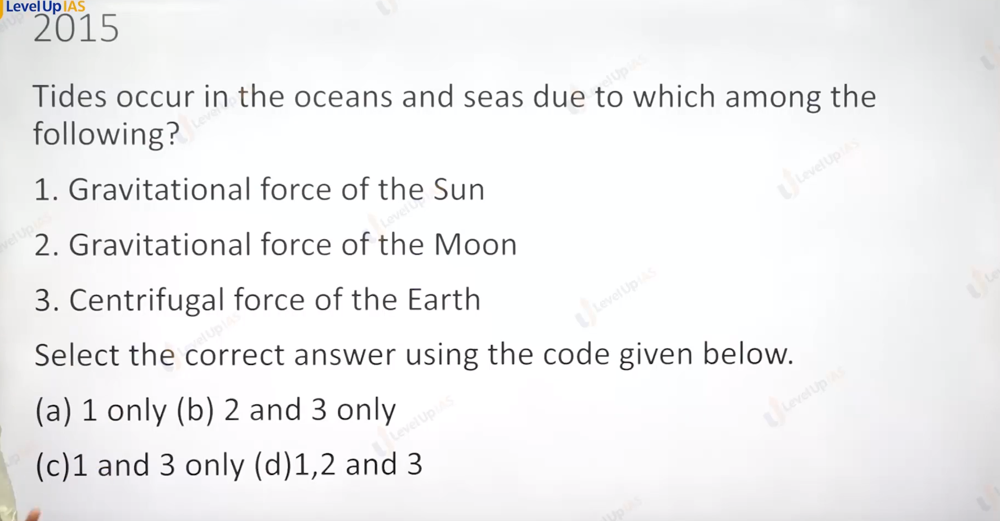 LevelUp IAS
2015
Tides occur in the oceans and seas due to which among the
following?
1. Gravitational force of the Sun
2. Gravitational force of the Moon
3. Centrifugal force of the Earth
Select the correct answer using the code given below.
(a) 1 only (b) 2 and 3 only
(c)1 and 3 only (d)1,2 and 3